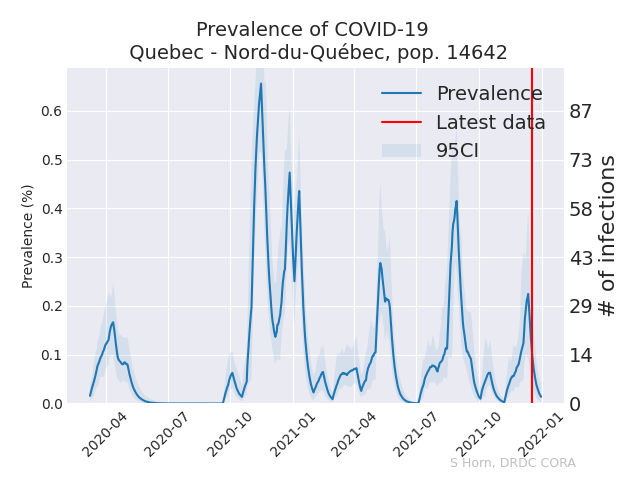 Prevalence of COVID-19
Quebec - Nord-du-Québec, pop. 14642
Prevalence
Latest data
95CI
Prevalence (%)
0.6
0.5
0.4
0.3
0.2
0.1
0.0
87
73
58
43
29
14
0
# of infections
2020-04
2020-07
2020-10
2021-01
2021-04
2021-07
2021-10
2022-01
S Horn, DRDC CORA